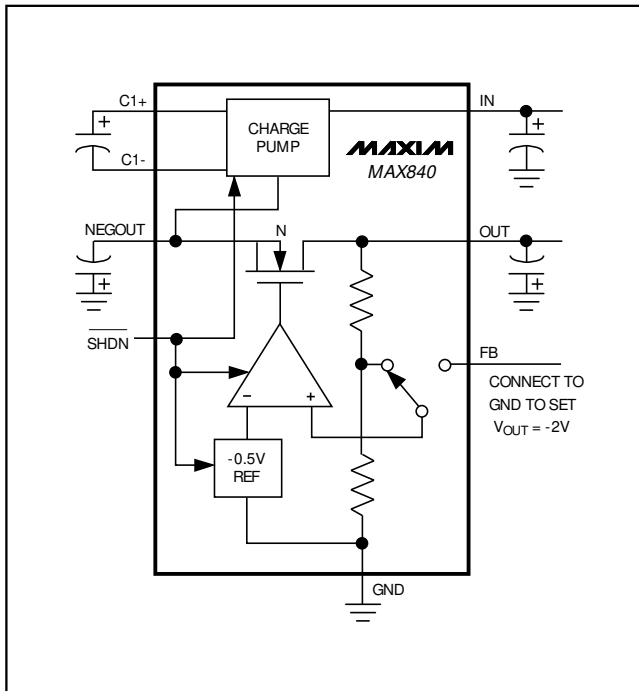 C1+
IN
CHARGE
PUMP
MAXIM
MAX840
C1-
NEGOUT
N
OUT
SHDN
FB
CONNECT TO
GND TO SET
VOUT = -2V
-0.5V
REF
GND
+
+
+
+
-
+